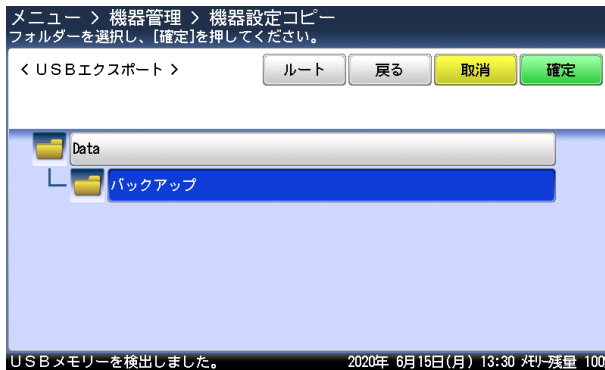 メニュー > 機器管理 > 機器設定コピー
フォルダーを選択し、[確定]を押してください。
<USBエクスポート>
ルート 戻る 取消 確定
Data
バックアップ
USBメモリーを検出しました。 2020年 6月15日(月) 13:30 ﾒﾓﾘｰ残量 100